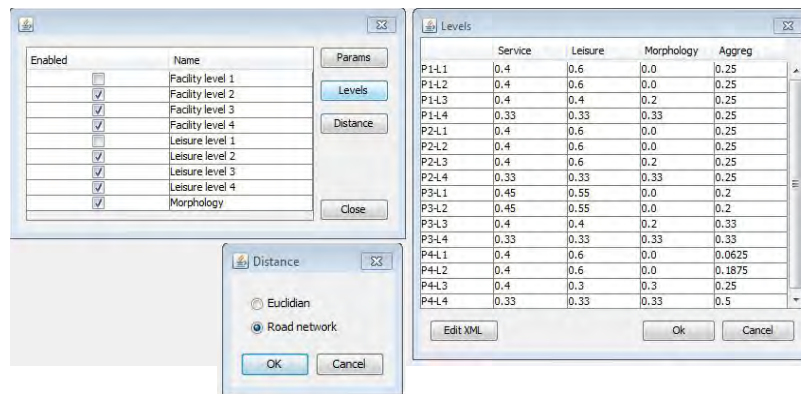 Enabled Name
Facility level 1
Facility level 2
Facility level 3
Facility level 4
Leisure level 1
Leisure level 2
Leisure level 3
Leisure level 4
Morphology
Params
Levels
Distance
Close
Distance
Euclidian
Road network
OK Cancel
Levels
Service Leisure Morphology Aggreg
P1-L1 0.4 0.6 0.0 0.25
P1-L2 0.4 0.6 0.0 0.25
P1-L3 0.4 0.4 0.2 0.25
P1-L4 0.33 0.33 0.33 0.25
P2-L1 0.4 0.6 0.0 0.25
P2-L2 0.4 0.6 0.0 0.25
P2-L3 0.4 0.6 0.2 0.25
P2-L4 0.33 0.33 0.33 0.25
P3-L1 0.45 0.55 0.0 0.2
P3-L2 0.45 0.55 0.0 0.2
P3-L3 0.4 0.4 0.2 0.33
P3-L4 0.33 0.33 0.33 0.33
P4-L1 0.4 0.6 0.0 0.0625
P4-L2 0.4 0.6 0.0 0.1875
P4-L3 0.4 0.3 0.3 0.25
P4-L4 0.33 0.33 0.33 0.5
Edit XML Ok Cancel